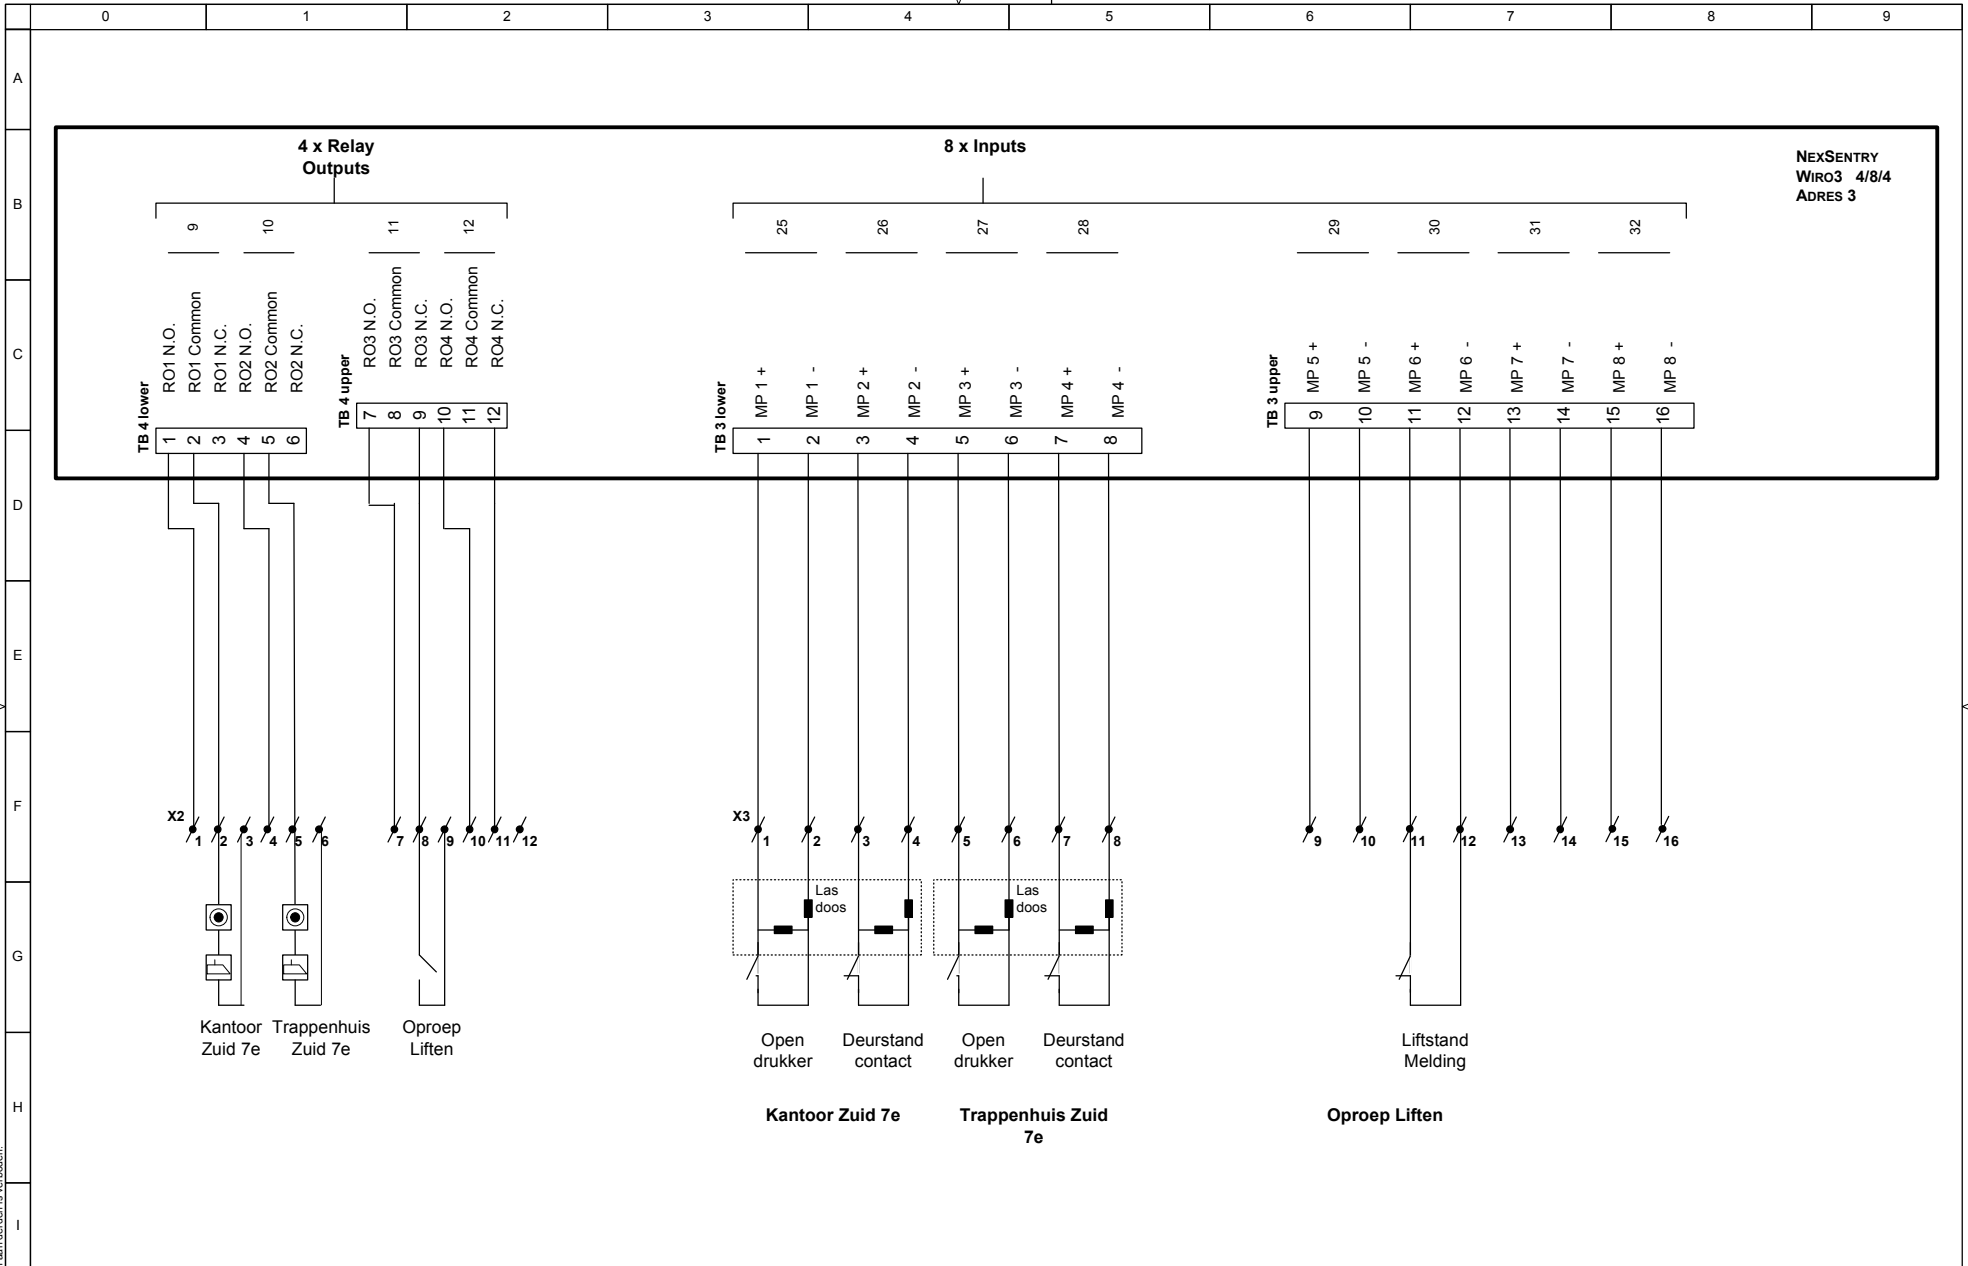 0 1 2 3 4 5 6 7 8 9
A
B
C
D
E
F
G
H
I
4 x Relay
Outputs
8 x Inputs
NEXSENTRY
WIRO3 4/8/4
ADRES 3
9 10 11 12
25 26 27 28 29 30 31 32
RO1 N.O.
RO1 Common
RO1 N.C.
RO2 N.O.
RO2 Common
RO2 N.C.
RO3 N.O.
RO3 Common
RO3 N.C.
RO4 N.O.
RO4 Common
RO4 N.C.
MP 1 +
MP 1 -
MP 2 +
MP 2 -
MP 3 +
MP 3 -
MP 4 +
MP 4 -
MP 5 +
MP 5 -
MP 6 +
MP 6 -
MP 7 +
MP 7 -
MP 8 +
MP 8 -
TB 4 lower
1 2 3 4 5 6
TB 4 upper
7 8 9 10 11 12
TB 3 lower
1 2 3 4 5 6 7 8
TB 3 upper
9 10 11 12 13 14 15 16
X2
1 2 3 4 5 6 7 8 9 10 11 12
X3
1 2 3 4 5 6 7 8 9 10 11 12 13 14 15 16
Las
doos
Las
doos
Kantoor
Zuid 7e
Trappenhuis
Zuid 7e
Oproep
Liften
Open
drukker
Deurstand
contact
Open
drukker
Deurstand
contact
Liftstand
Melding
Kantoor Zuid 7e
Trappenhuis Zuid
7e
Oproep Liften